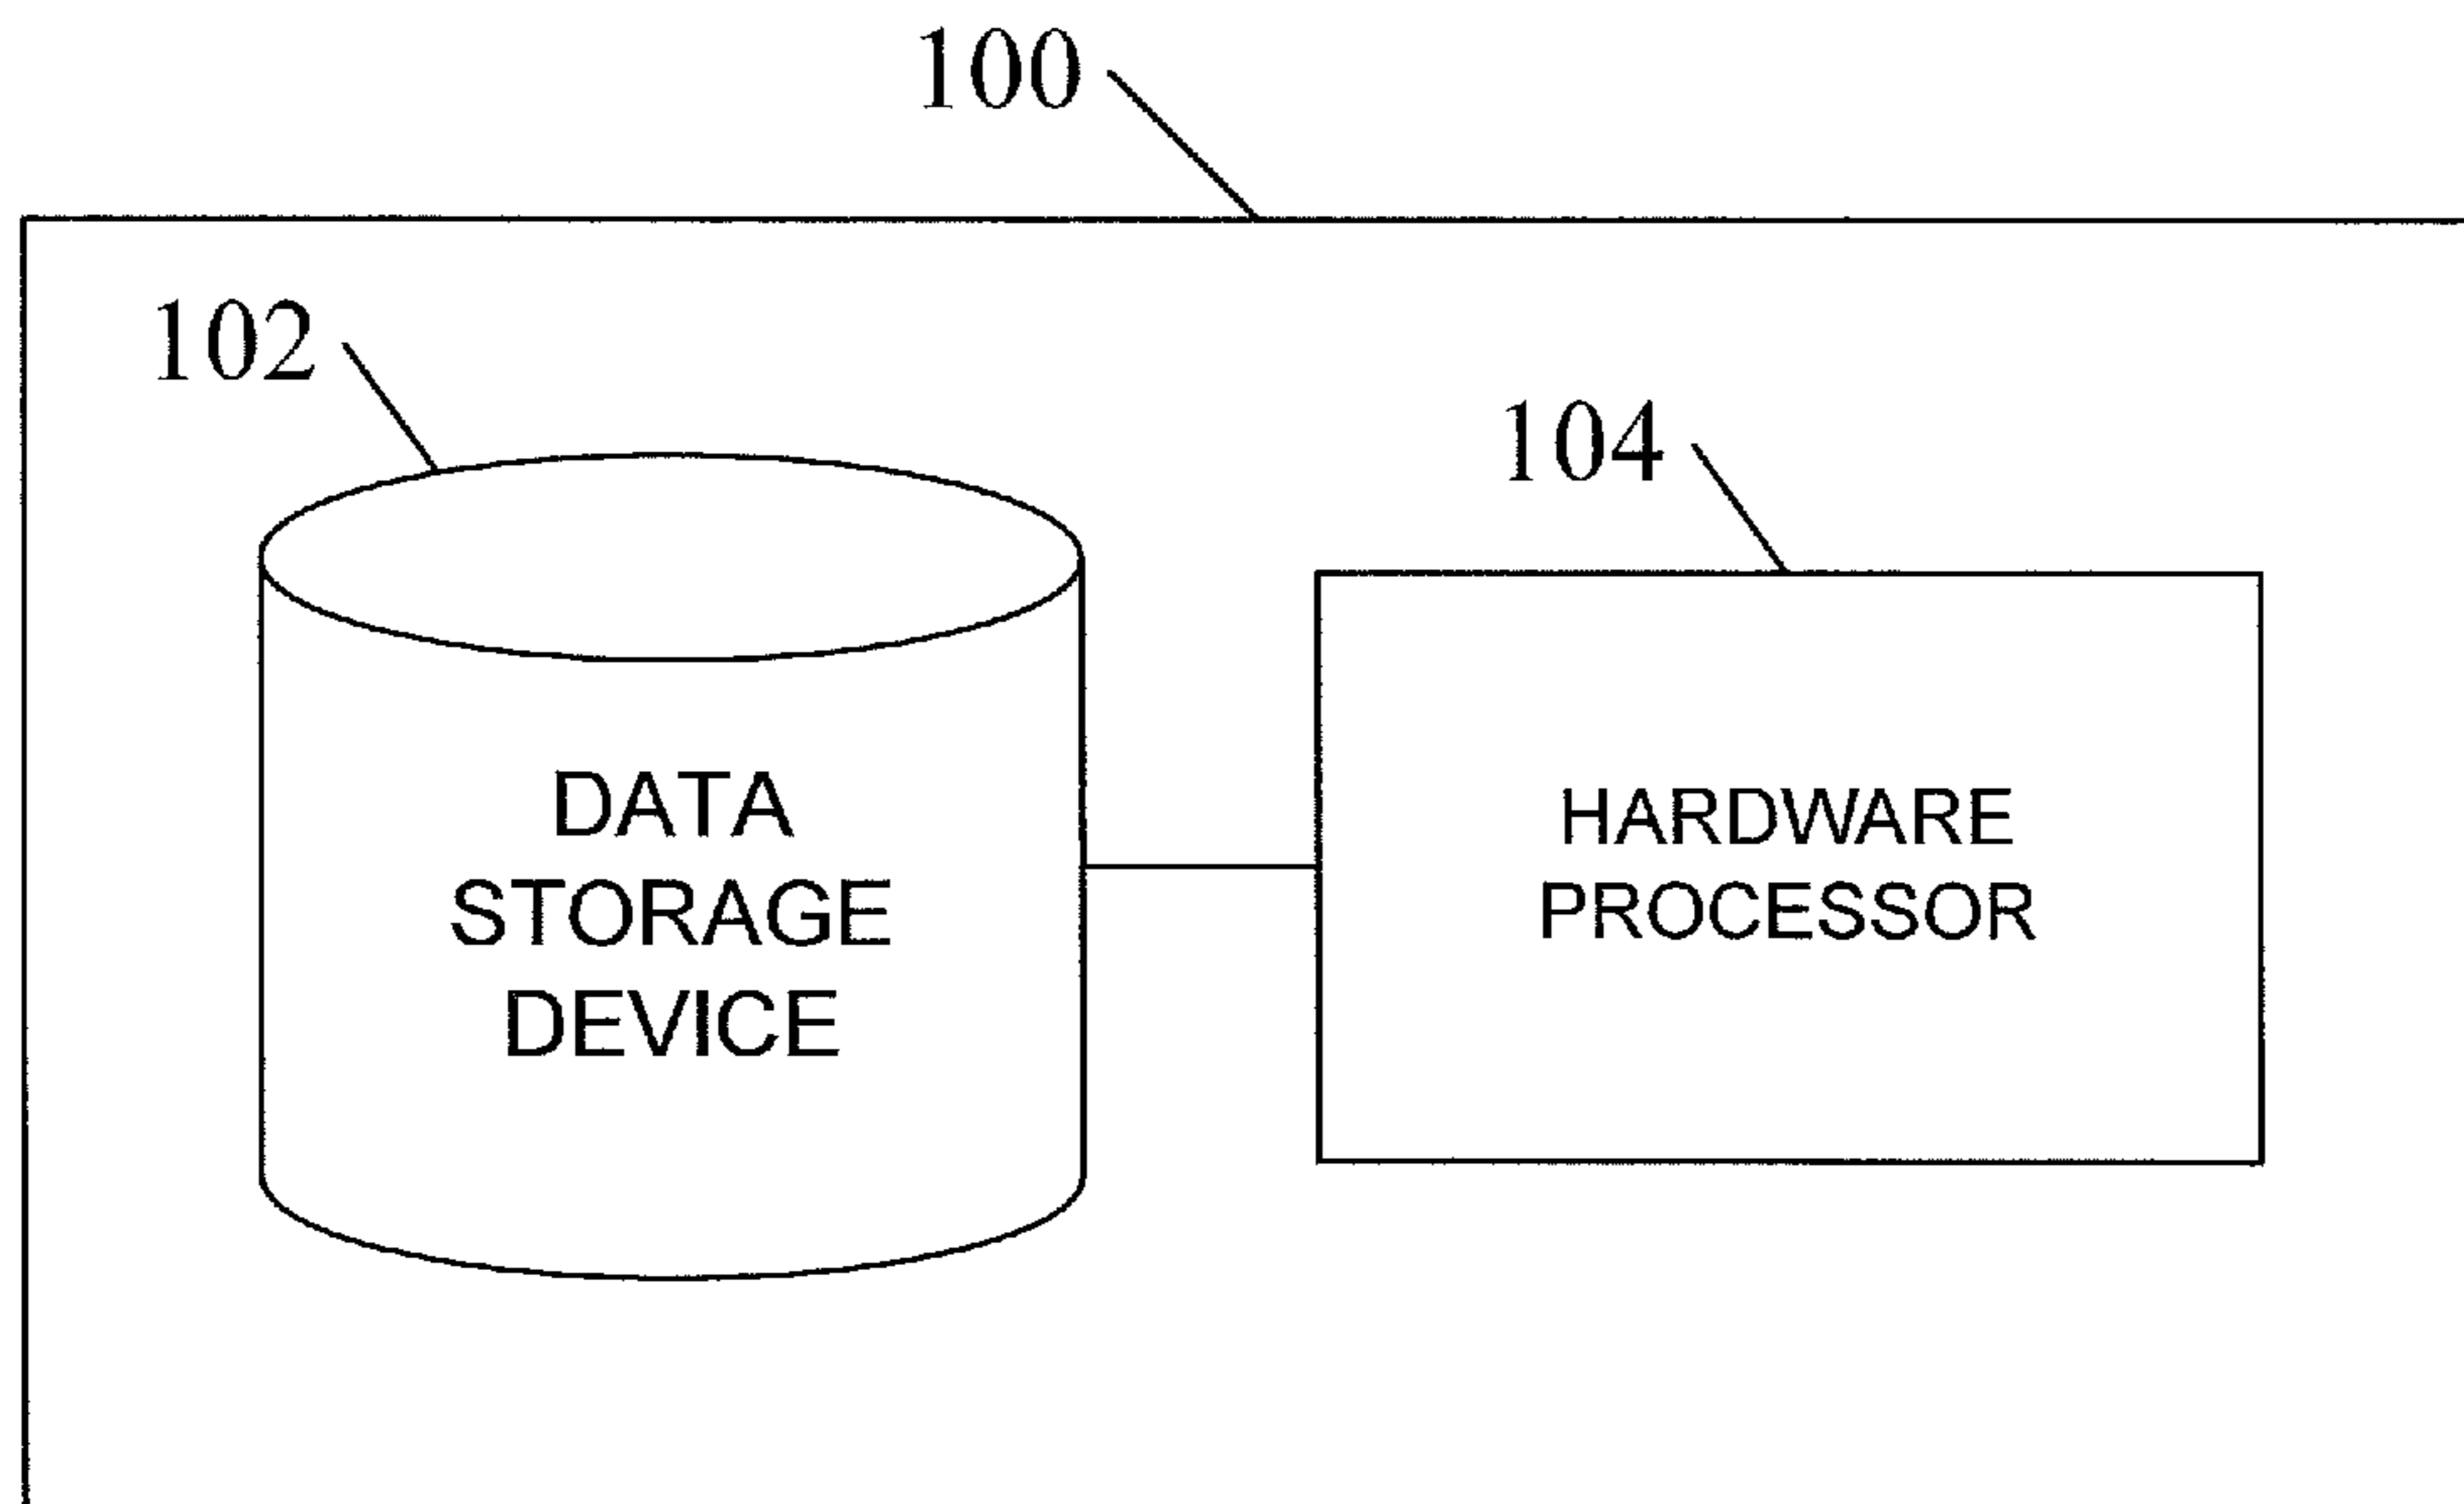 100
102
104
DATA
STORAGE
DEVICE
HARDWARE
PROCESSOR